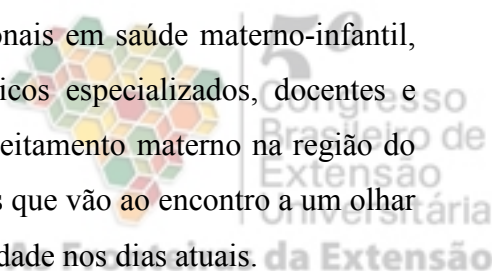 onais em saúde materno-infantil,
icos especializados, docentes e
eitamento materno na região do
s que vão ao encontro a um olhar
dade nos dias atuais.
5º
Congresso
Brasileiro de
Extensão
Universitária
da Extensão